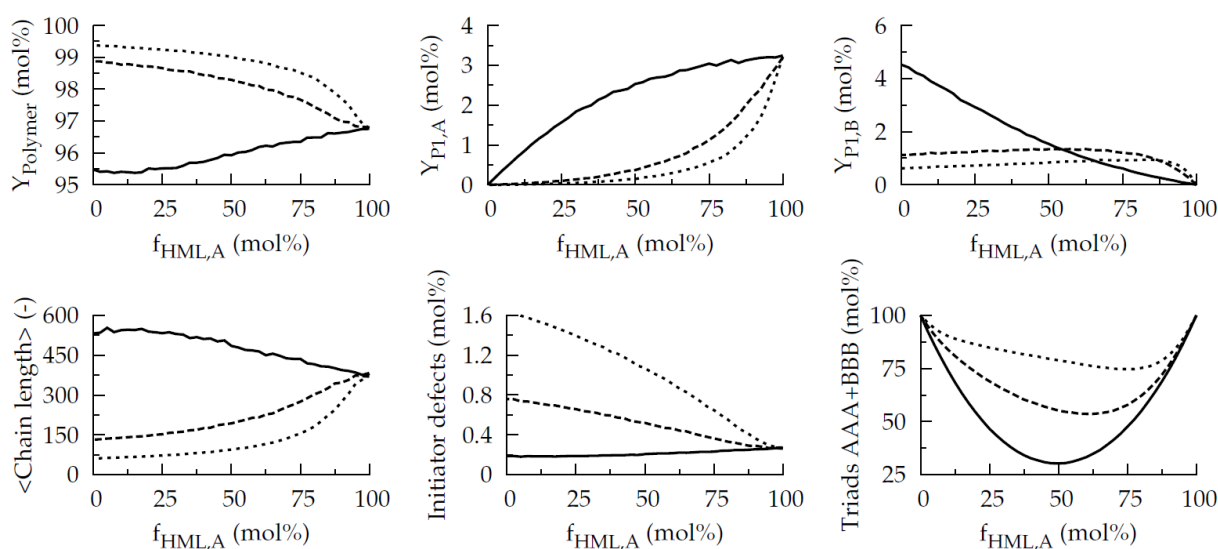 Y_Polymer (mol%)
100
99
98
97
96
95
0 25 50 75 100
f_HML,A (mol%)
Y_P1,A (mol%)
4
3
2
1
0
0 25 50 75 100
f_HML,A (mol%)
Y_P1,B (mol%)
6
4
2
0
0 25 50 75 100
f_HML,A (mol%)
<Chain length> (-)
600
450
300
150
0
0 25 50 75 100
f_HML,A (mol%)
Initiator defects (mol%)
1.6
1.2
0.8
0.4
0
0 25 50 75 100
f_HML,A (mol%)
Triads AAA+BBB (mol%)
100
75
50
25
0 25 50 75 100
f_HML,A (mol%)